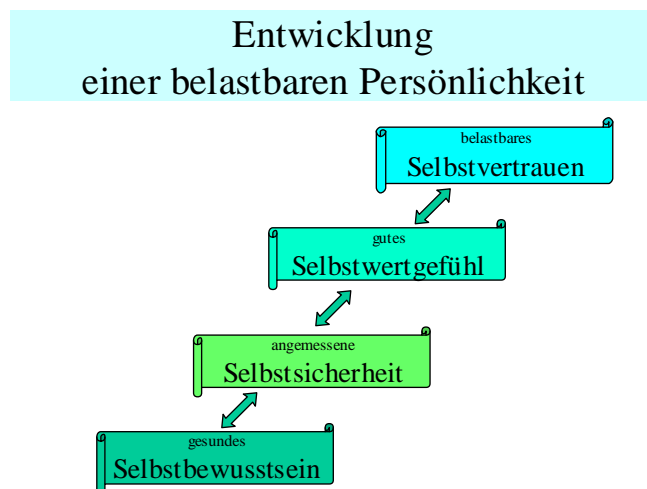 Entwicklung
einer belastbaren Persönlichkeit
belastbares
Selbstvertrauen
gutes
Selbstwertgefühl
angemessene
Selbstsicherheit
gesundes
Selbstbewusstsein